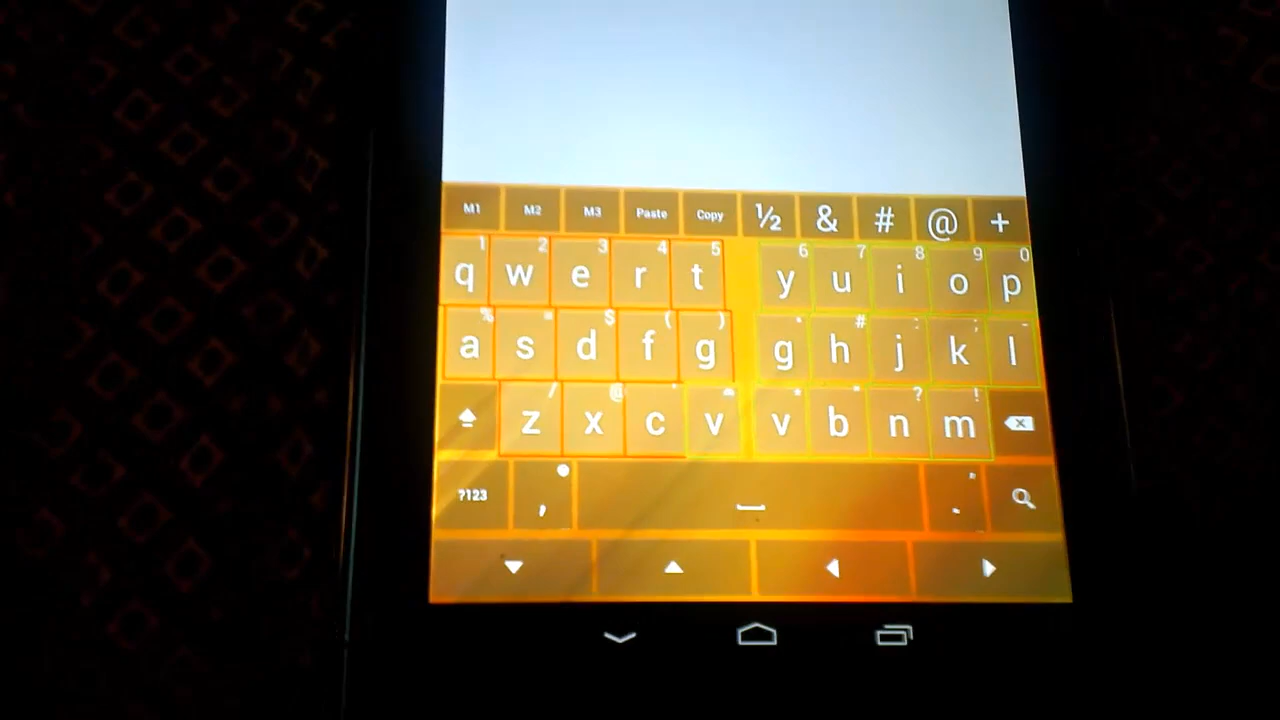 M1 M2 M3 Paste Copy ½ & # @ +
1 2 3 4 5 6 7 8 9 0
q w e r t y u i o p
% $ ( ) # : ; -
a s d f g g h j k l
/ @ ' " * ? !
z x c v v b n m
?123 , .